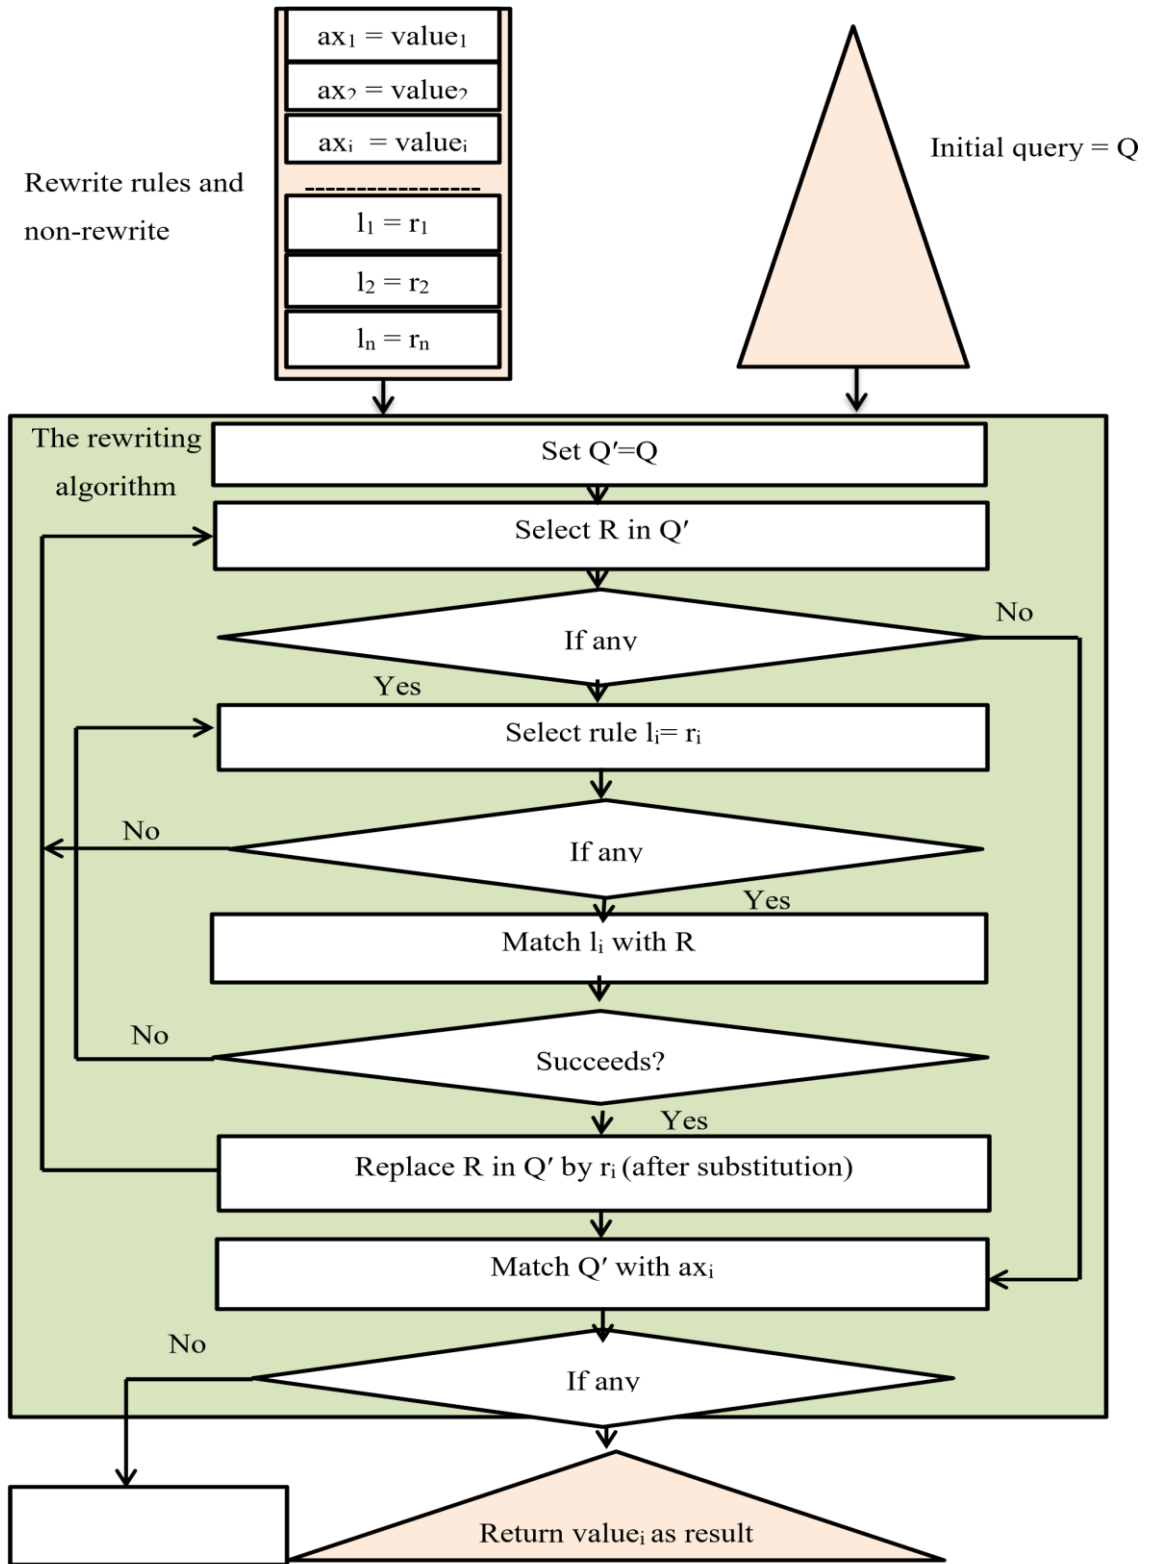 ax₁ = value₁
ax₂ = value₂
axᵢ = valueᵢ
Initial query = Q
Rewrite rules and
non-rewrite
-----------------
l₁ = r₁
l₂ = r₂
lₙ = rₙ
The rewriting
algorithm
Set Q′=Q
Select R in Q′
If any
No
Yes
Select rule lᵢ= rᵢ
No
If any
Yes
Match lᵢ with R
No
Succeeds?
Yes
Replace R in Q′ by rᵢ (after substitution)
Match Q′ with axᵢ
No
If any
Return valueᵢ as result